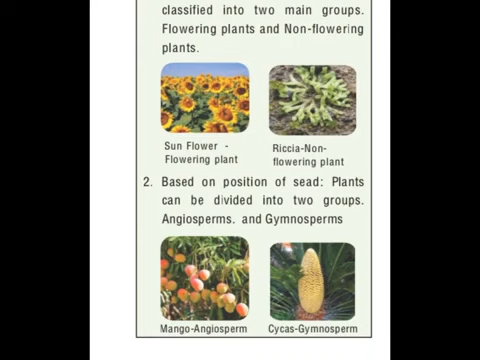 classified into two main groups.
Flowering plants and Non-flowering
plants.
Sun Flower -
Flowering plant
Riccia-Non-
flowering plant
2. Based on position of sead: Plants
can be divided into two groups.
Angiosperms. and Gymnosperms
Mango-Angiosperm
Cycas-Gymnosperm